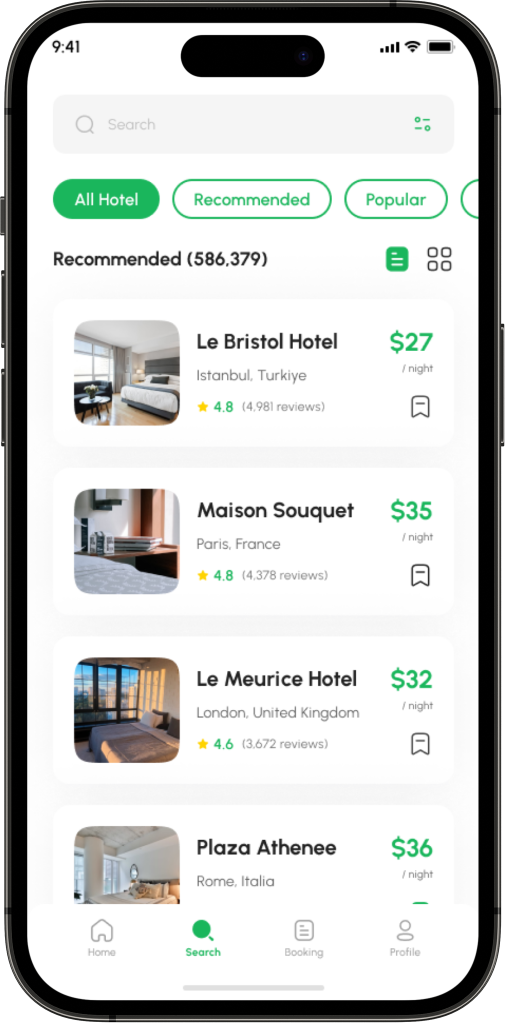 9:41
Search
All Hotel
Recommended
Popular
Recommended (586,379)
Le Bristol Hotel
$27
Istanbul, Turkiye
/ night
4.8 (4,981 reviews)
Maison Souquet
$35
Paris, France
/ night
4.8 (4,378 reviews)
Le Meurice Hotel
$32
London, United Kingdom
/ night
4.6 (3,672 reviews)
Plaza Athenee
$36
Rome, Italia
/ night
Home
Search
Booking
Profile